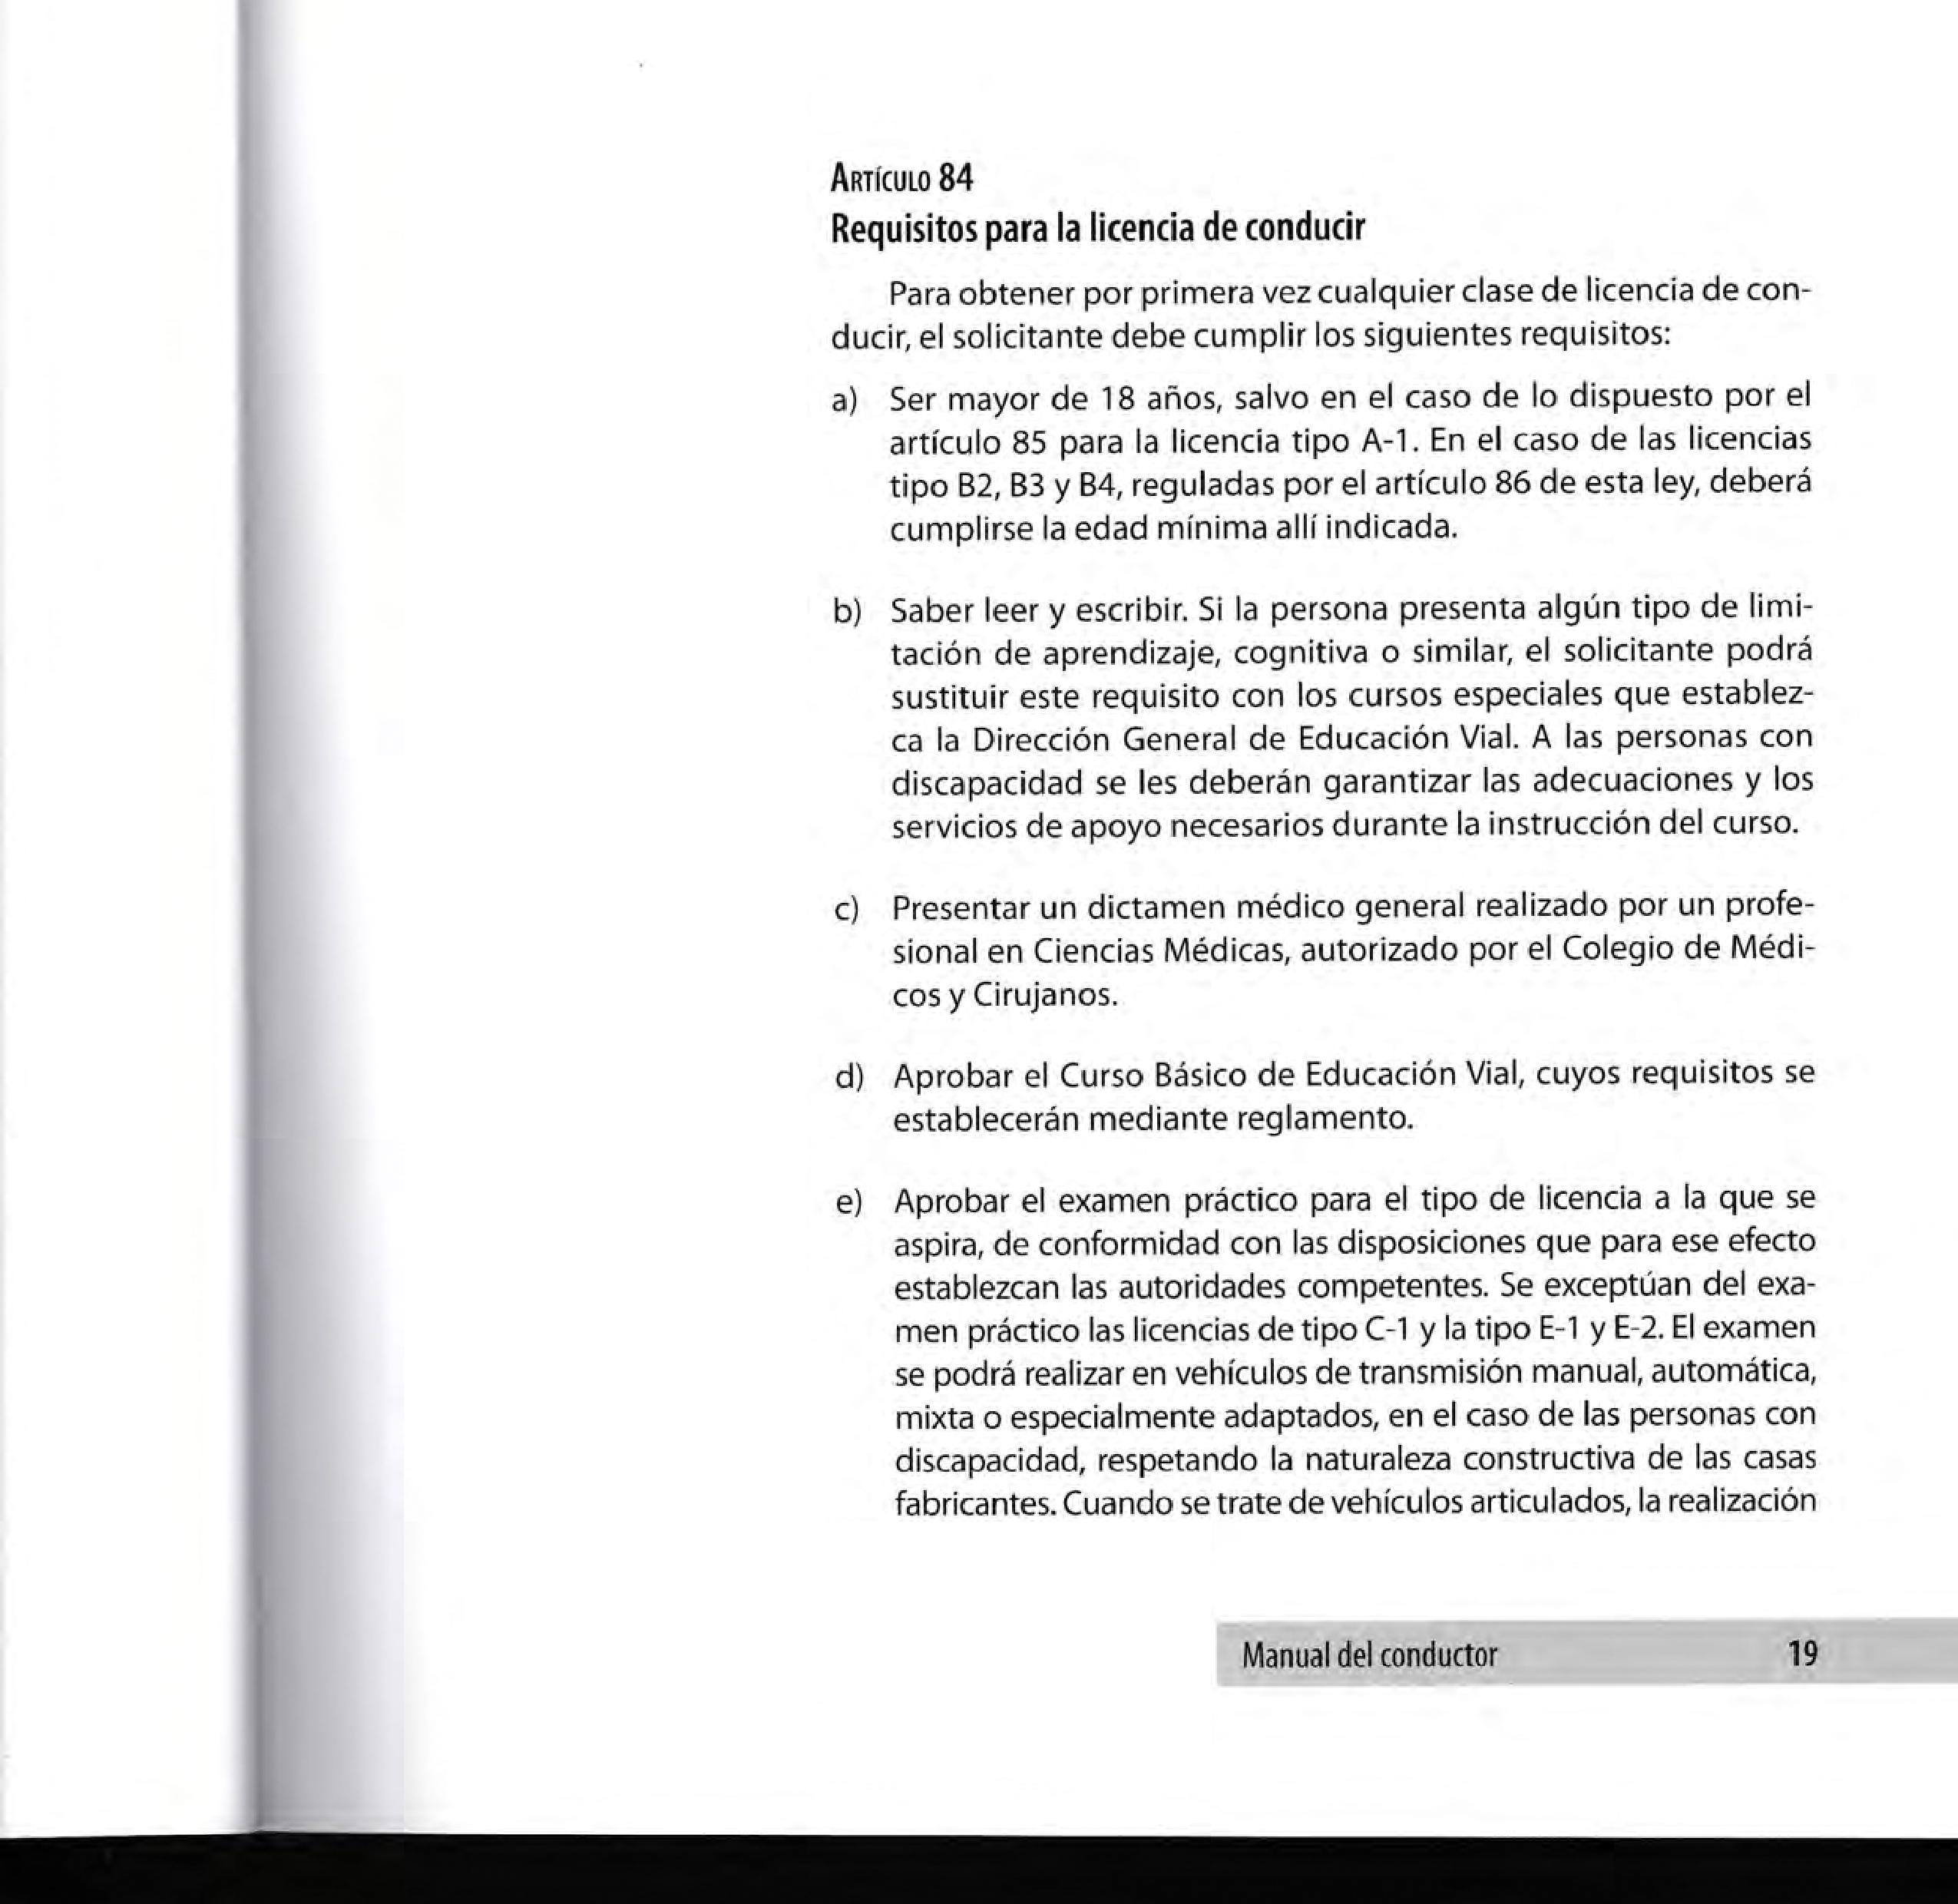 ARTÍCULO 84
Requisitos para la licencia de conducir
Para obtener por primera vez cualquier clase de licencia de con-
ducir, el solicitante debe cumplir los siguientes requisitos:
a) Ser mayor de 18 años, salvo en el caso de lo dispuesto por el
artículo 85 para la licencia tipo A-1. En el caso de las licencias
tipo B2, B3 y B4, reguladas por el artículo 86 de esta ley, deberá
cumplirse la edad mínima allí indicada.
b) Saber leer y escribir. Si la persona presenta algún tipo de limi-
tación de aprendizaje, cognitiva o similar, el solicitante podrá
sustituir este requisito con los cursos especiales que establez-
ca la Dirección General de Educación Vial. A las personas con
discapacidad se les deberán garantizar las adecuaciones y los
servicios de apoyo necesarios durante la instrucción del curso.
c) Presentar un dictamen médico general realizado por un profe-
sional en Ciencias Médicas, autorizado por el Colegio de Médi-
cos y Cirujanos.
d) Aprobar el Curso Básico de Educación Vial, cuyos requisitos se
establecerán mediante reglamento.
e) Aprobar el examen práctico para el tipo de licencia a la que se
aspira, de conformidad con las disposiciones que para ese efecto
establezcan las autoridades competentes. Se exceptúan del exa-
men práctico las licencias de tipo C-1 y la tipo E-1 y E-2. El examen
se podrá realizar en vehículos de transmisión manual, automática,
mixta o especialmente adaptados, en el caso de las personas con
discapacidad, respetando la naturaleza constructiva de las casas
fabricantes. Cuando se trate de vehículos articulados, la realización
Manual del conductor 19